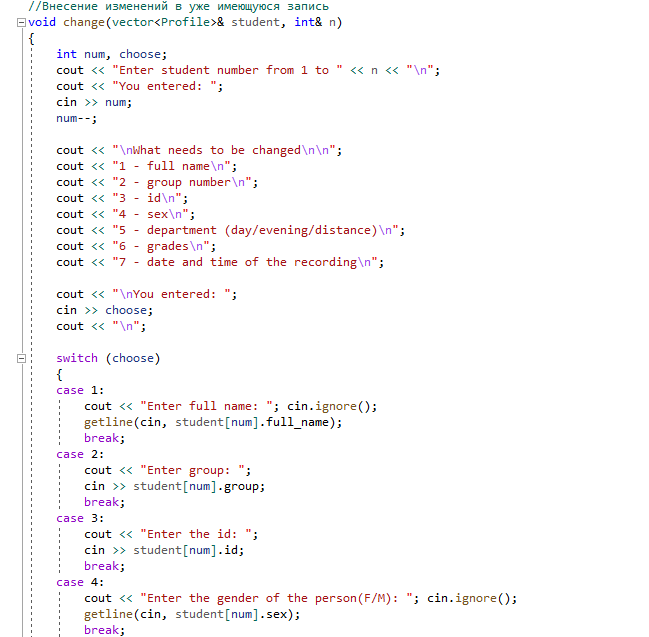 //Внесение изменений в уже имеющуюся запись
void change(vector<Profile>& student, int& n)
{
    int num, choose;
    cout << "Enter student number from 1 to " << n << "\n";
    cout << "You entered: ";
    cin >> num;
    num--;

    cout << "\nWhat needs to be changed\n\n";
    cout << "1 - full name\n";
    cout << "2 - group number\n";
    cout << "3 - id\n";
    cout << "4 - sex\n";
    cout << "5 - department (day/evening/distance)\n";
    cout << "6 - grades\n";
    cout << "7 - date and time of the recording\n";

    cout << "\nYou entered: ";
    cin >> choose;
    cout << "\n";

    switch (choose)
    {
    case 1:
        cout << "Enter full name: "; cin.ignore();
        getline(cin, student[num].full_name);
        break;
    case 2:
        cout << "Enter group: ";
        cin >> student[num].group;
        break;
    case 3:
        cout << "Enter the id: ";
        cin >> student[num].id;
        break;
    case 4:
        cout << "Enter the gender of the person(F/M): "; cin.ignore();
        getline(cin, student[num].sex);
        break;